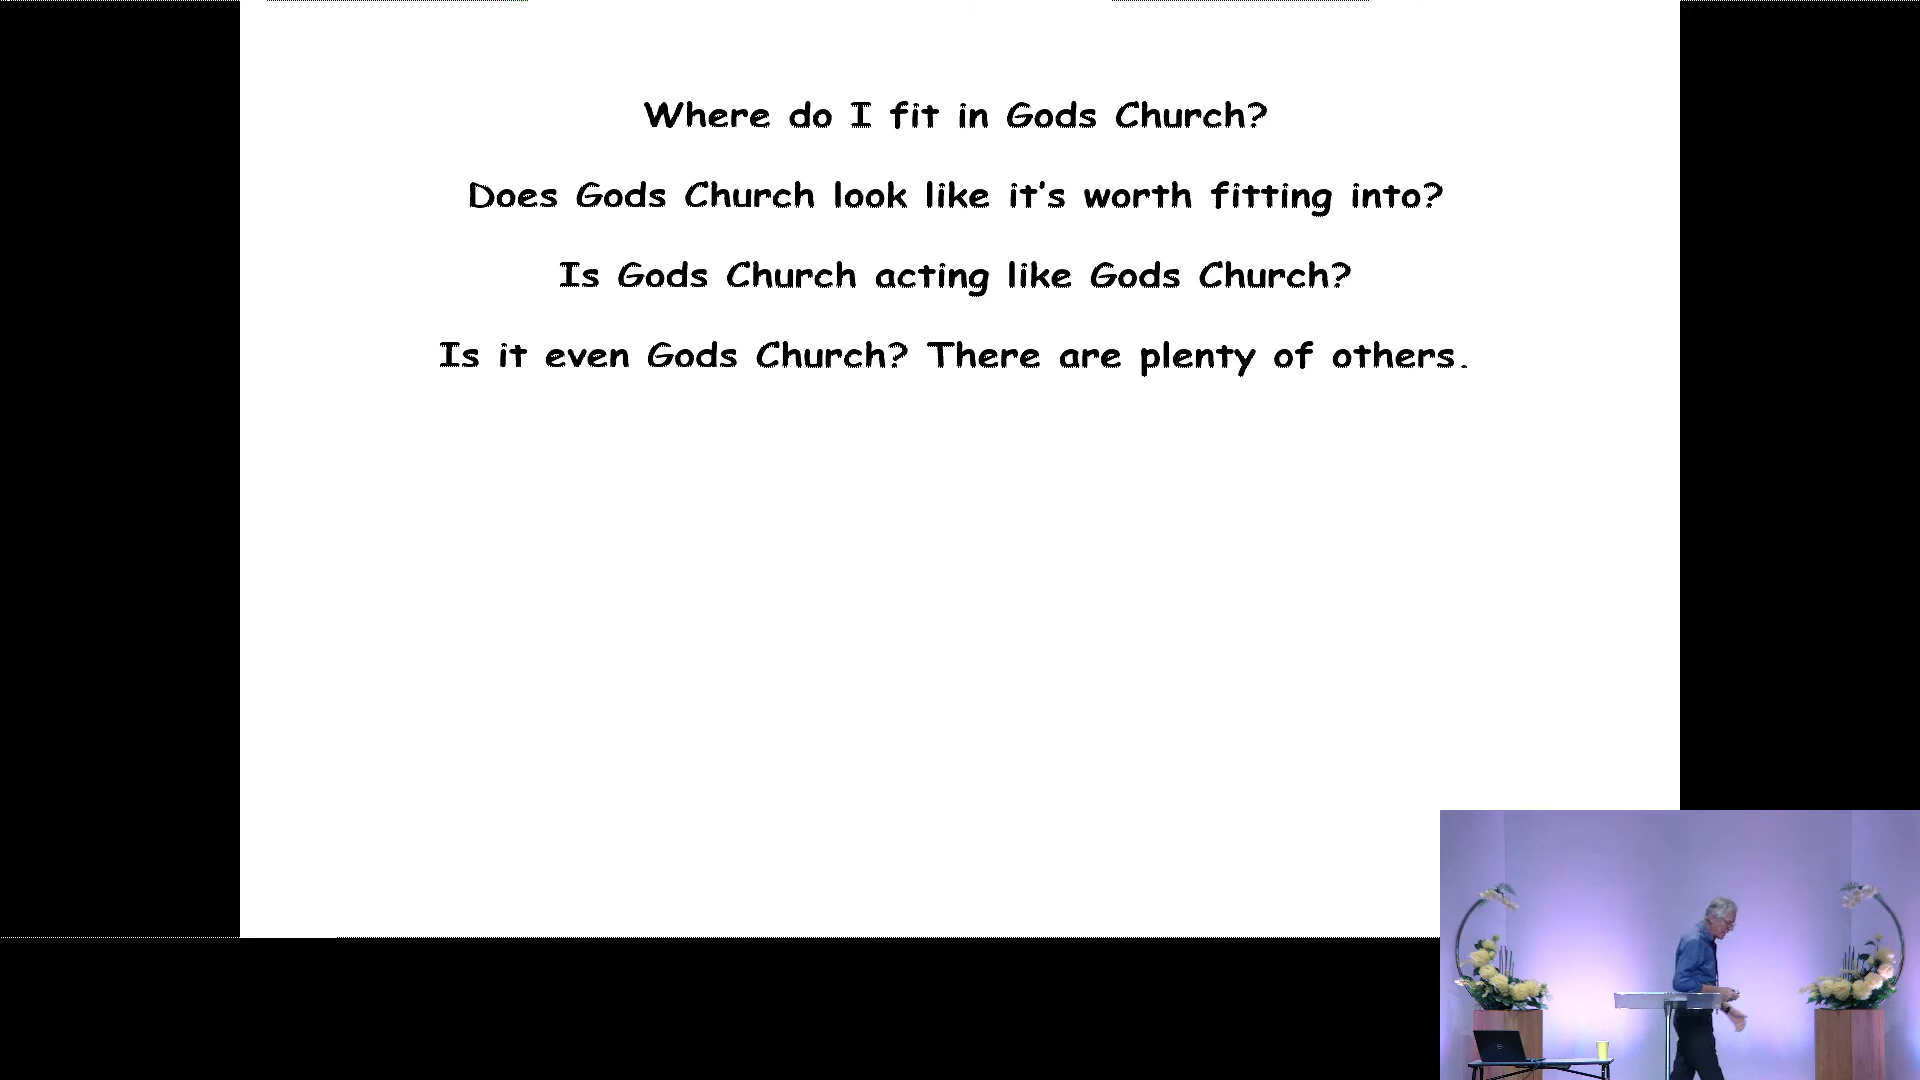 Where do I fit in Gods Church?
Does Gods Church look like it's worth fitting into?
Is Gods Church acting like Gods Church?
Is it even Gods Church? There are plenty of others.